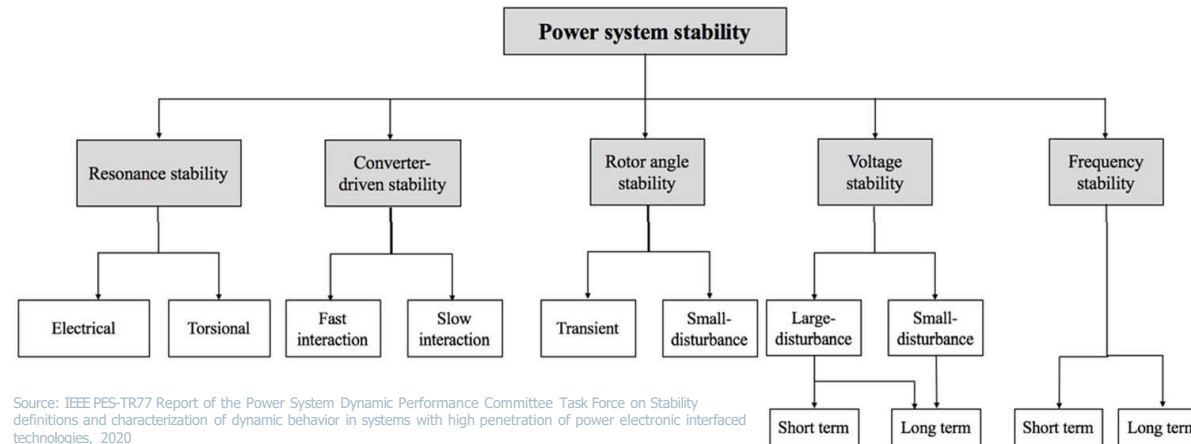 Power system stability
Resonance stability
Converter-
driven stability
Rotor angle
stability
Voltage
stability
Frequency
stability
Electrical
Torsional
Fast
interaction
Slow
interaction
Transient
Small-
disturbance
Large-
disturbance
Small-
disturbance
Short term
Long term
Short term
Long term
Source: IEEE PES-TR77 Report of the Power System Dynamic Performance Committee Task Force on Stability
definitions and characterization of dynamic behavior in systems with high penetration of power electronic interfaced
technologies, 2020